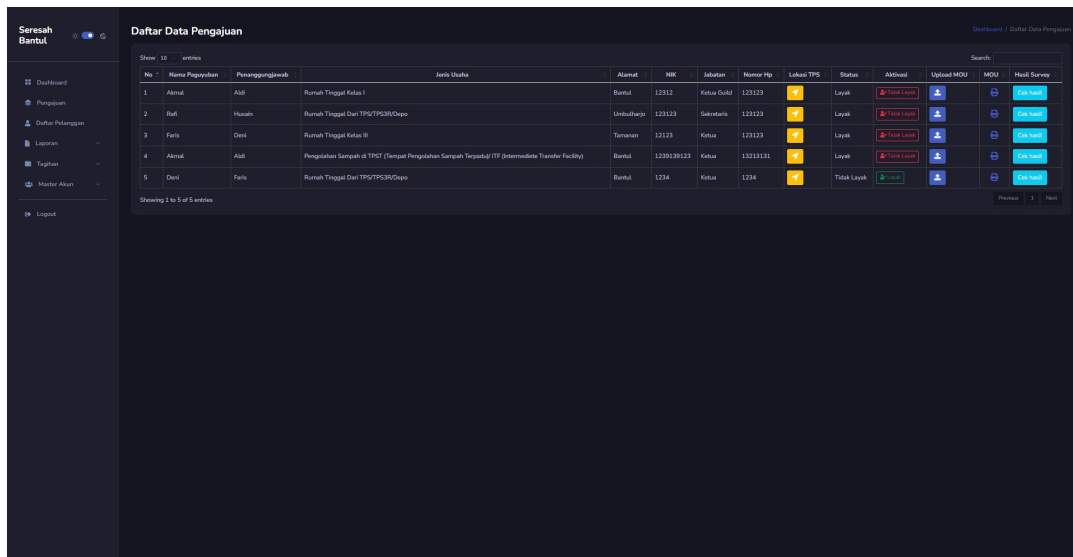 Seresah
Bantul
Daftar Data Pengajuan
Dashboard / Daftar Data Pengajuan
Dashboard
Pengajuan
Daftar Pelanggan
Laporan
Tagihan
Master Akun
Logout
Show 10 entries
Search:
No Nama Paguyuban Penanggungjawab Jenis Usaha Alamat NIK Jabatan Nomor Hp Lokasi TPS Status Aktivasi Upload MOU MOU Hasil Survey
1 Akmal Aldi Rumah Tinggal Kelas I Bantul 12312 Ketua Guild 123123 Layak Tidak Layak Cek hasil
2 Rafi Husain Rumah Tinggal Dari TPS/TPS3R/Depo Umbulharjo 123123 Sekretaris 123123 Layak Tidak Layak Cek hasil
3 Faris Deni Rumah Tinggal Kelas III Tamanan 12123 Ketua 123123 Layak Tidak Layak Cek hasil
4 Akmal Aldi Pengolahan Sampah di TPST (Tempat Pengolahan Sampah Terpadu)/ ITF (Intermediete Transfer Facility) Bantul 1239139123 Ketua 13213131 Layak Tidak Layak Cek hasil
5 Deni Faris Rumah Tinggal Dari TPS/TPS3R/Depo Bantul 1234 Ketua 1234 Tidak Layak Layak Cek hasil
Showing 1 to 5 of 5 entries
Previous 1 Next